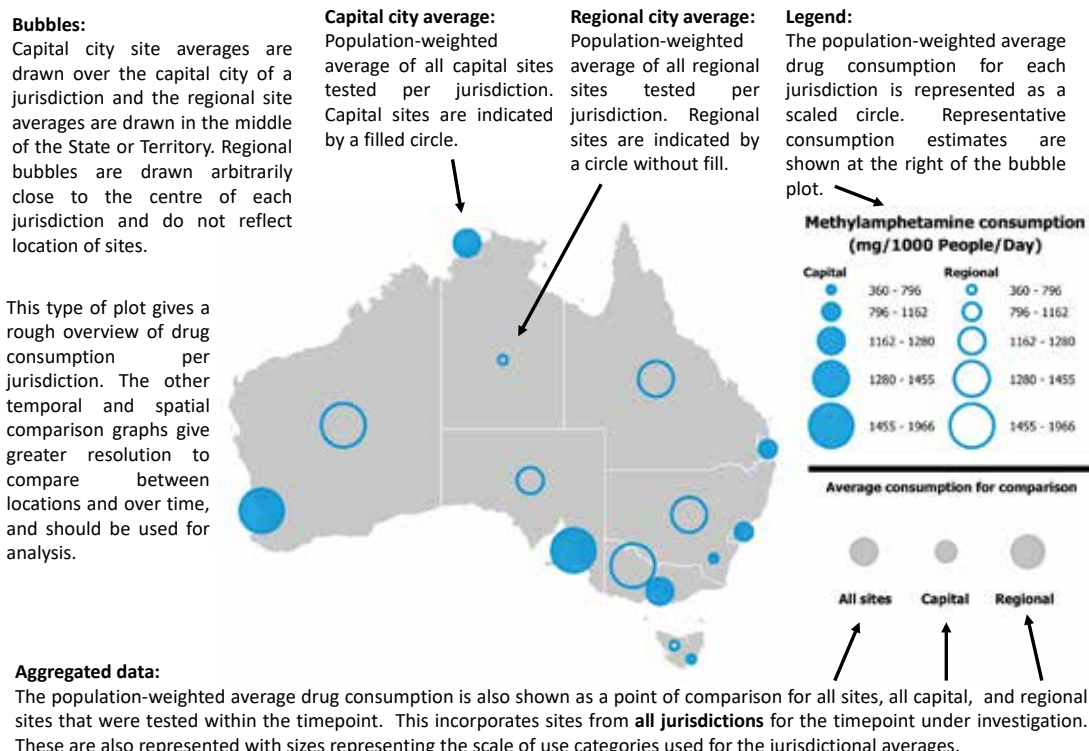 Bubbles:
Capital city site averages are
drawn over the capital city of a
jurisdiction and the regional site
averages are drawn in the middle
of the State or Territory. Regional
bubbles are drawn arbitrarily
close to the centre of each
jurisdiction and do not reflect
location of sites.
Capital city average:
Population-weighted
average of all capital sites
tested per jurisdiction.
Capital sites are indicated
by a filled circle.
Regional city average:
Population-weighted
average of all regional
sites tested per
jurisdiction. Regional
sites are indicated by
a circle without fill.
Legend:
The population-weighted average
drug consumption for each
jurisdiction is represented as a
scaled circle. Representative
consumption estimates are
shown at the right of the bubble
plot.
This type of plot gives a
rough overview of drug
consumption per
jurisdiction. The other
temporal and spatial
comparison graphs give
greater resolution to
compare between
locations and over time,
and should be used for
analysis.
Methylamphetamine consumption
(mg/1000 People/Day)
Capital Regional
360 - 796 360 - 796
796 - 1162 796 - 1162
1162 - 1280 1162 - 1280
1280 - 1455 1280 - 1455
1455 - 1966 1455 - 1966
Average consumption for comparison
All sites Capital Regional
Aggregated data:
The population-weighted average drug consumption is also shown as a point of comparison for all sites, all capital, and regional
sites that were tested within the timepoint. This incorporates sites from all jurisdictions for the timepoint under investigation.
These are also represented with sizes representing the scale of use categories used for the jurisdictional averages.